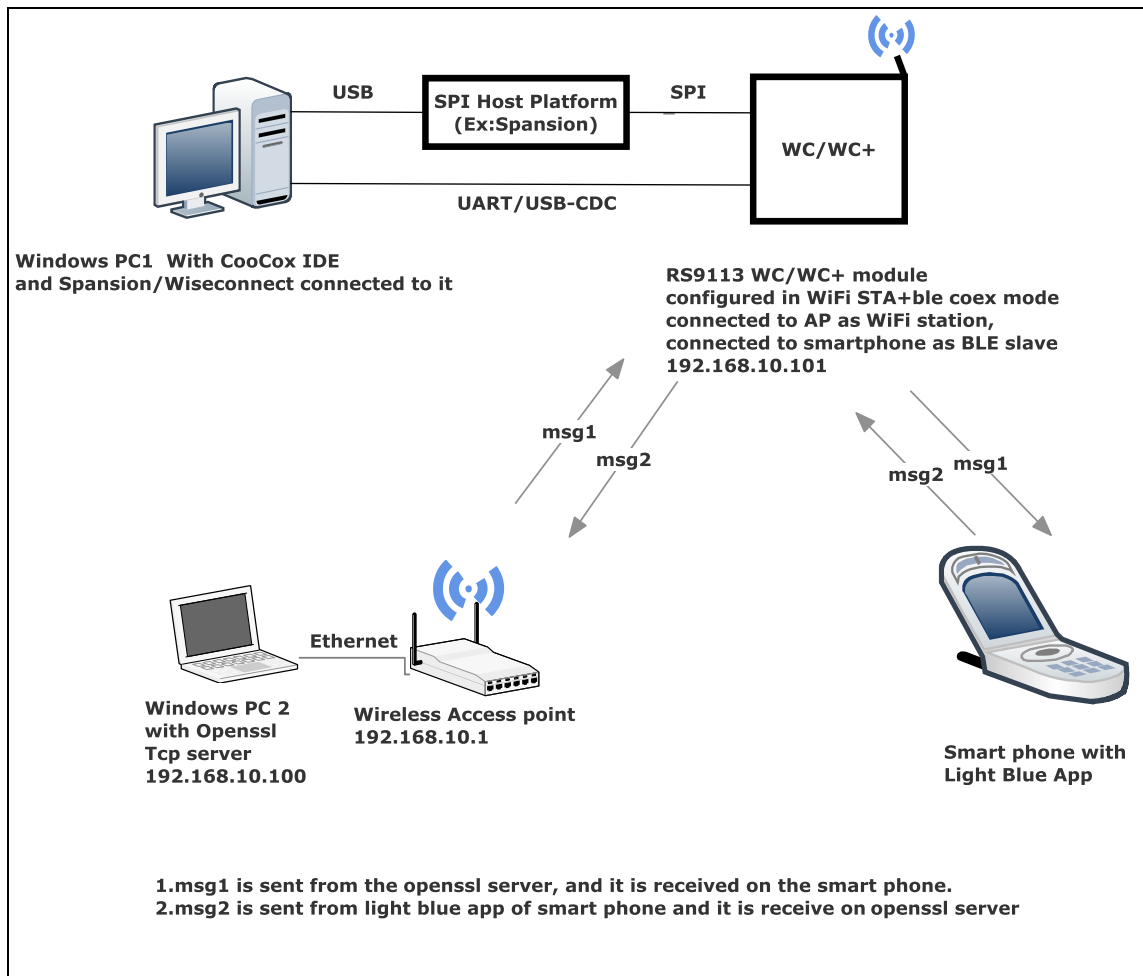 USB
SPI Host Platform
(Ex:Spansion)
SPI
WC/WC+
UART/USB-CDC
Windows PC1  With CooCox IDE
and Spansion/Wiseconnect connected to it
RS9113 WC/WC+ module
configured in WiFi STA+ble coex mode
connected to AP as WiFi station,
connected to smartphone as BLE slave
192.168.10.101
msg1
msg2
msg2
msg1
Ethernet
Windows PC 2
with Openssl
Tcp server
192.168.10.100
Wireless Access point
192.168.10.1
Smart phone with
Light Blue App
1.msg1 is sent from the openssl server, and it is received on the smart phone.
2.msg2 is sent from light blue app of smart phone and it is receive on openssl server